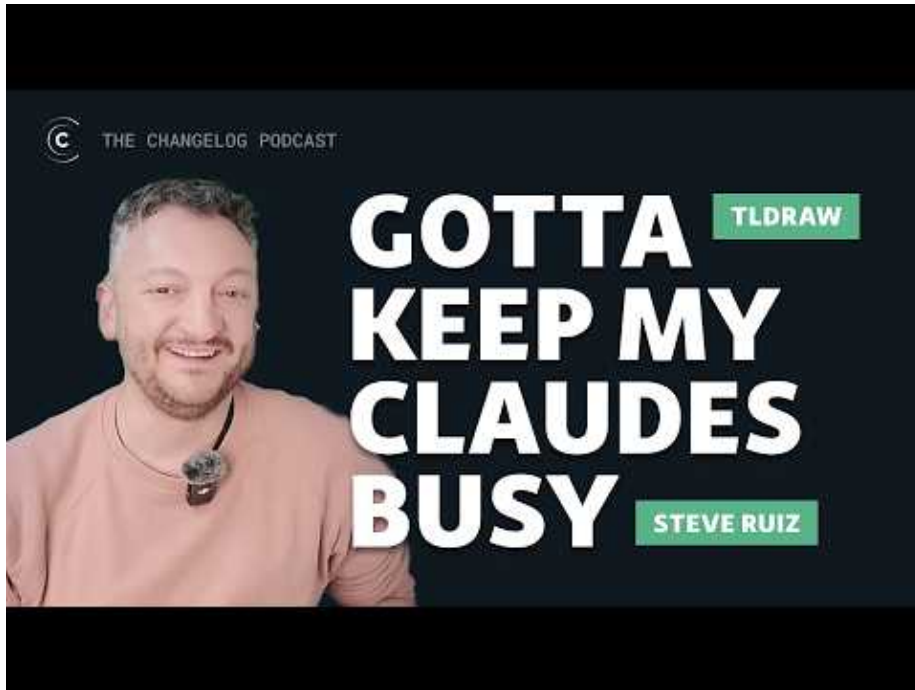 C THE CHANGELOG PODCAST
GOTTA TLDRAW
KEEP MY
CLAUDES
BUSY STEVE RUIZ